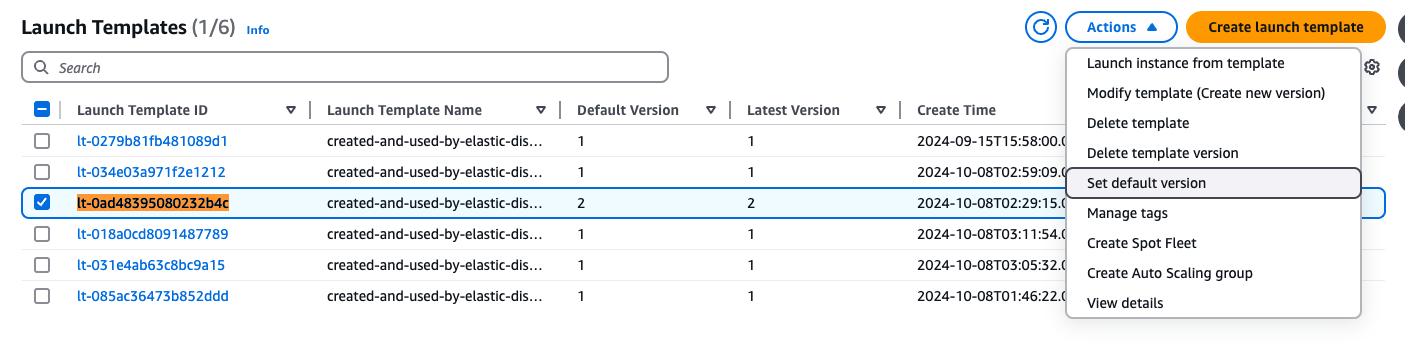 Launch Templates (1/6) Info Actions Create launch template
Search
Launch Template ID Launch Template Name Default Version Latest Version Create Time
lt-0279b81fb481089d1 created-and-used-by-elastic-dis... 1 1 2024-09-15T15:58:00.0
lt-034e03a971f2e1212 created-and-used-by-elastic-dis... 1 1 2024-10-08T02:59:09.0
lt-0ad48395080232b4c created-and-used-by-elastic-dis... 2 2 2024-10-08T02:29:15.0
lt-018a0cd8091487789 created-and-used-by-elastic-dis... 1 1 2024-10-08T03:11:54.0
lt-031e4ab63c8bc9a15 created-and-used-by-elastic-dis... 1 1 2024-10-08T03:05:32.0
lt-085ac36473b852ddd created-and-used-by-elastic-dis... 1 1 2024-10-08T01:46:22.0
Launch instance from template
Modify template (Create new version)
Delete template
Delete template version
Set default version
Manage tags
Create Spot Fleet
Create Auto Scaling group
View details